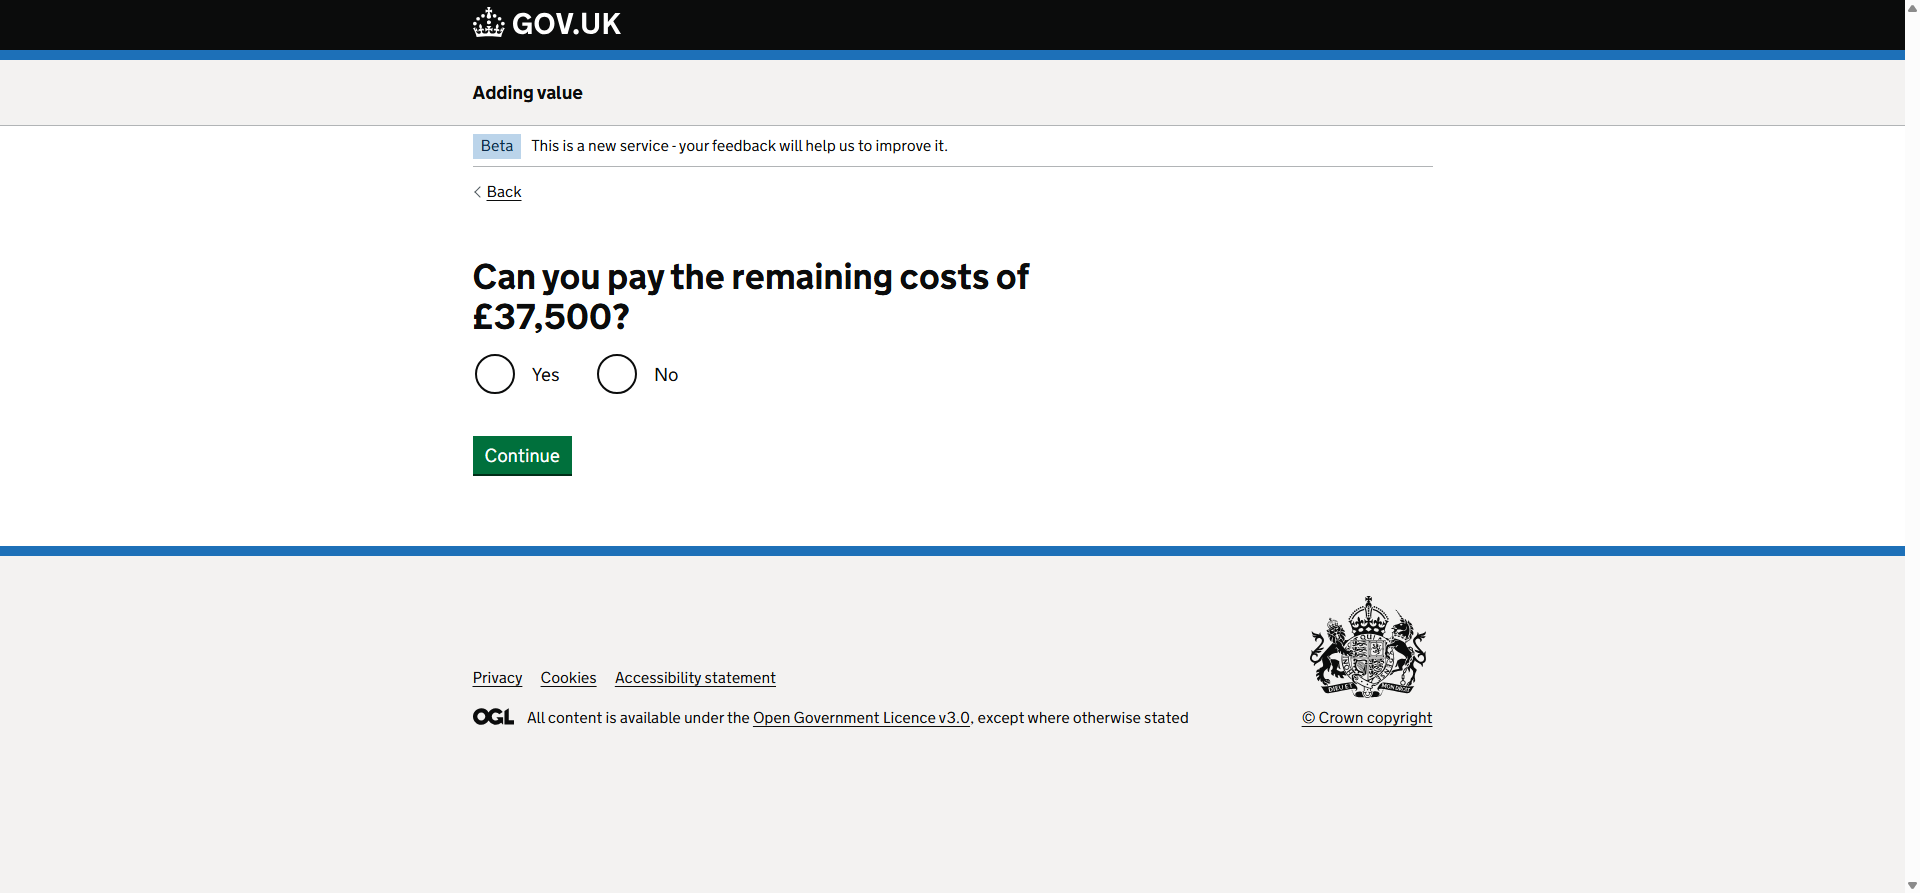 GOV.UK
Adding value
Beta This is a new service - your feedback will help us to improve it.
Back
Can you pay the remaining costs of
£37,500?
Yes No
Continue
Privacy Cookies Accessibility statement
OGL All content is available under the Open Government Licence v3.0, except where otherwise stated
© Crown copyright